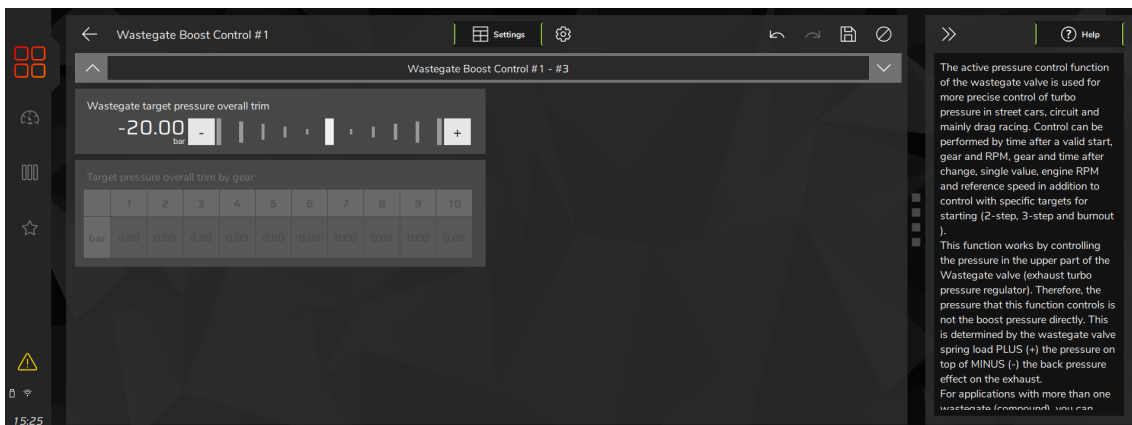 Wastegate Boost Control #1
Settings
Help
Wastegate Boost Control #1 - #3
Wastegate target pressure overall trim
-20.00
bar
-
+
Target pressure overall trim by gear
1 2 3 4 5 6 7 8 9 10
bar 0.00 0.00 0.00 0.00 0.00 0.00 0.00 0.00 0.00 0.00
The active pressure control function
of the wastegate valve is used for
more precise control of turbo
pressure in street cars, circuit and
mainly drag racing. Control can be
performed by time after a valid start,
gear and RPM, gear and time after
change, single value, engine RPM
and reference speed in addition to
control with specific targets for
starting (2-step, 3-step and burnout
).
This function works by controlling
the pressure in the upper part of the
Wastegate valve (exhaust turbo
pressure regulator). Therefore, the
pressure that this function controls is
not the boost pressure directly. This
is determined by the wastegate valve
spring load PLUS (+) the pressure on
top of MINUS (-) the back pressure
effect on the exhaust.
For applications with more than one
wastegate (compound), you can
15:25